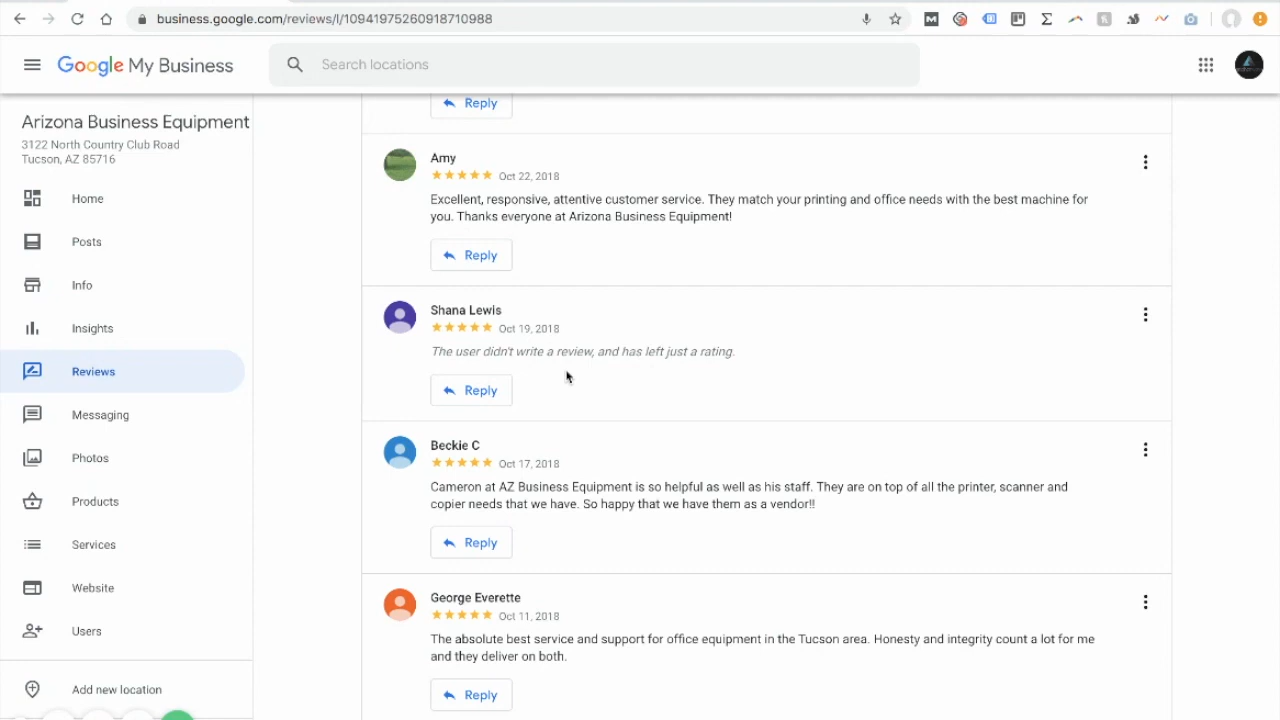 business.google.com/reviews/l/10941975260918710988
Google My Business
Search locations
Arizona Business Equipment
3122 North Country Club Road
Tucson, AZ 85716
Home
Posts
Info
Insights
Reviews
Messaging
Photos
Products
Services
Website
Users
Add new location
Reply
Amy
Oct 22, 2018
Excellent, responsive, attentive customer service. They match your printing and office needs with the best machine for
you. Thanks everyone at Arizona Business Equipment!
Reply
Shana Lewis
Oct 19, 2018
The user didn't write a review, and has left just a rating.
Reply
Beckie C
Oct 17, 2018
Cameron at AZ Business Equipment is so helpful as well as his staff. They are on top of all the printer, scanner and
copier needs that we have. So happy that we have them as a vendor!!
Reply
George Everette
Oct 11, 2018
The absolute best service and support for office equipment in the Tucson area. Honesty and integrity count a lot for me
and they deliver on both.
Reply